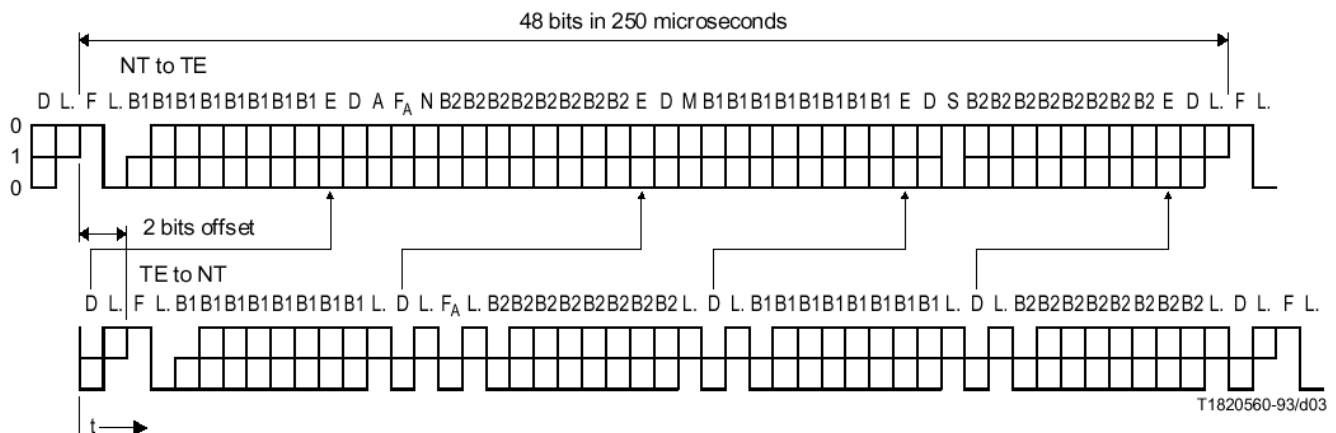 48 bits in 250 microseconds
NT to TE
D L. F L. B1B1B1B1B1B1B1B1 E D A FA N B2B2B2B2B2B2B2B2 E D M B1B1B1B1B1B1B1B1 E D S B2B2B2B2B2B2B2B2 E D L. F L.
0
1
0
2 bits offset
TE to NT
D L. F L. B1B1B1B1B1B1B1B1 L. D L. FA L. B2B2B2B2B2B2B2B2 L. D L. B1B1B1B1B1B1B1B1 L. D L. B2B2B2B2B2B2B2B2 L. D L. F L.
T1820560-93/d03
t